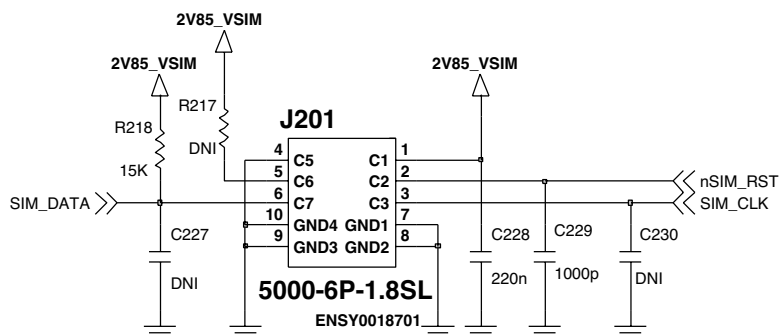 2V85_VSIM
2V85_VSIM
2V85_VSIM
R217
DNI
R218
15K
J201
4 C5 C1 1
5 C6 C2 2
6 C7 C3 3
10 GND4 GND1 7
9 GND3 GND2 8
SIM_DATA
nSIM_RST
SIM_CLK
C227
DNI
C228
220n
C229
1000p
C230
DNI
5000-6P-1.8SL
ENSY0018701